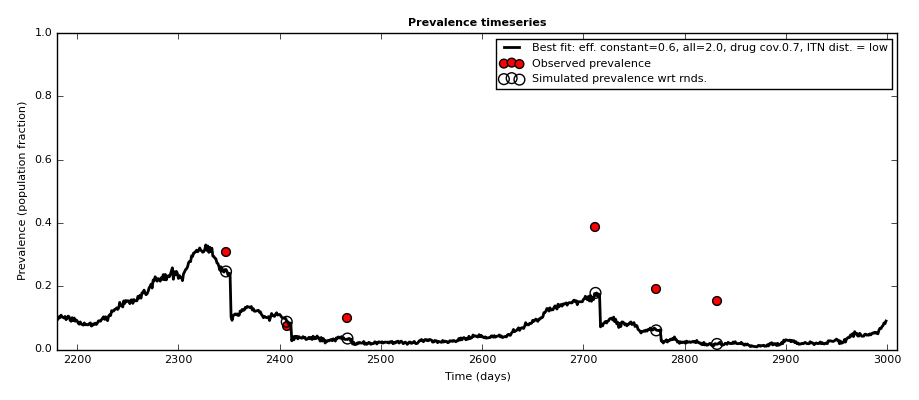 Prevalence timeseries
Best fit: eff. constant=0.6, all=2.0, drug cov.0.7, ITN dist. = low
Observed prevalence
Simulated prevalence wrt rnds.
Prevalence (population fraction)
1.0
0.8
0.6
0.4
0.2
0.0
2200 2300 2400 2500 2600 2700 2800 2900 3000
Time (days)